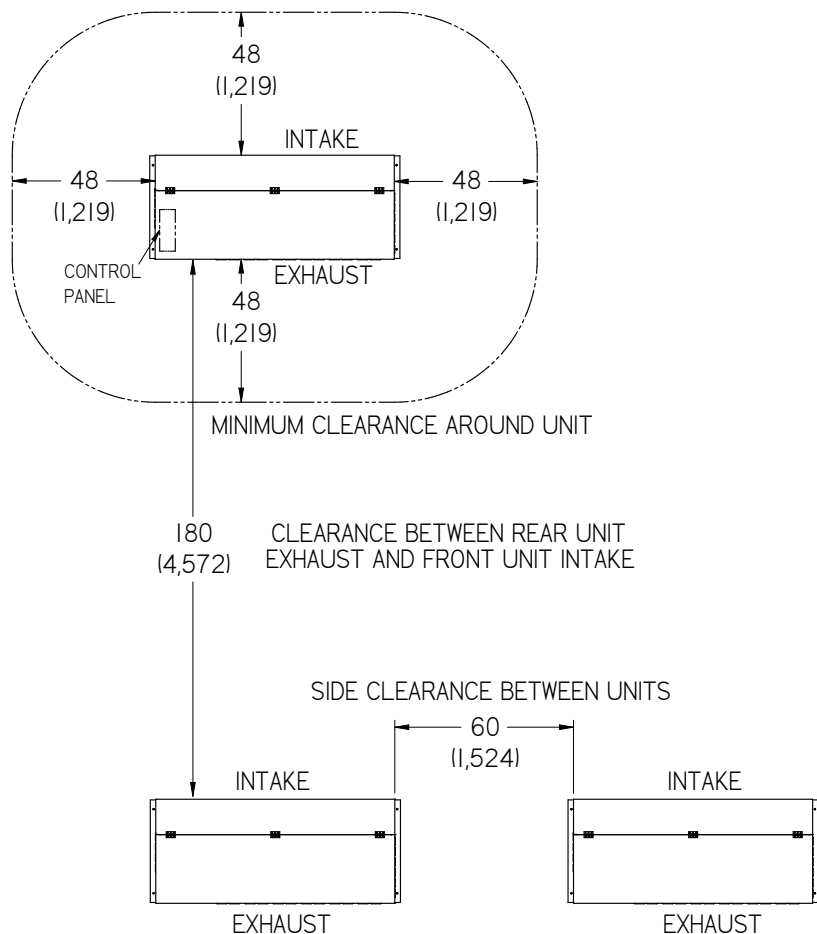 48
(1,219)
INTAKE
48
(1,219)
48
(1,219)
CONTROL
PANEL
EXHAUST
48
(1,219)
MINIMUM CLEARANCE AROUND UNIT
180
(4,572)
CLEARANCE BETWEEN REAR UNIT
EXHAUST AND FRONT UNIT INTAKE
SIDE CLEARANCE BETWEEN UNITS
60
(1,524)
INTAKE
INTAKE
EXHAUST
EXHAUST